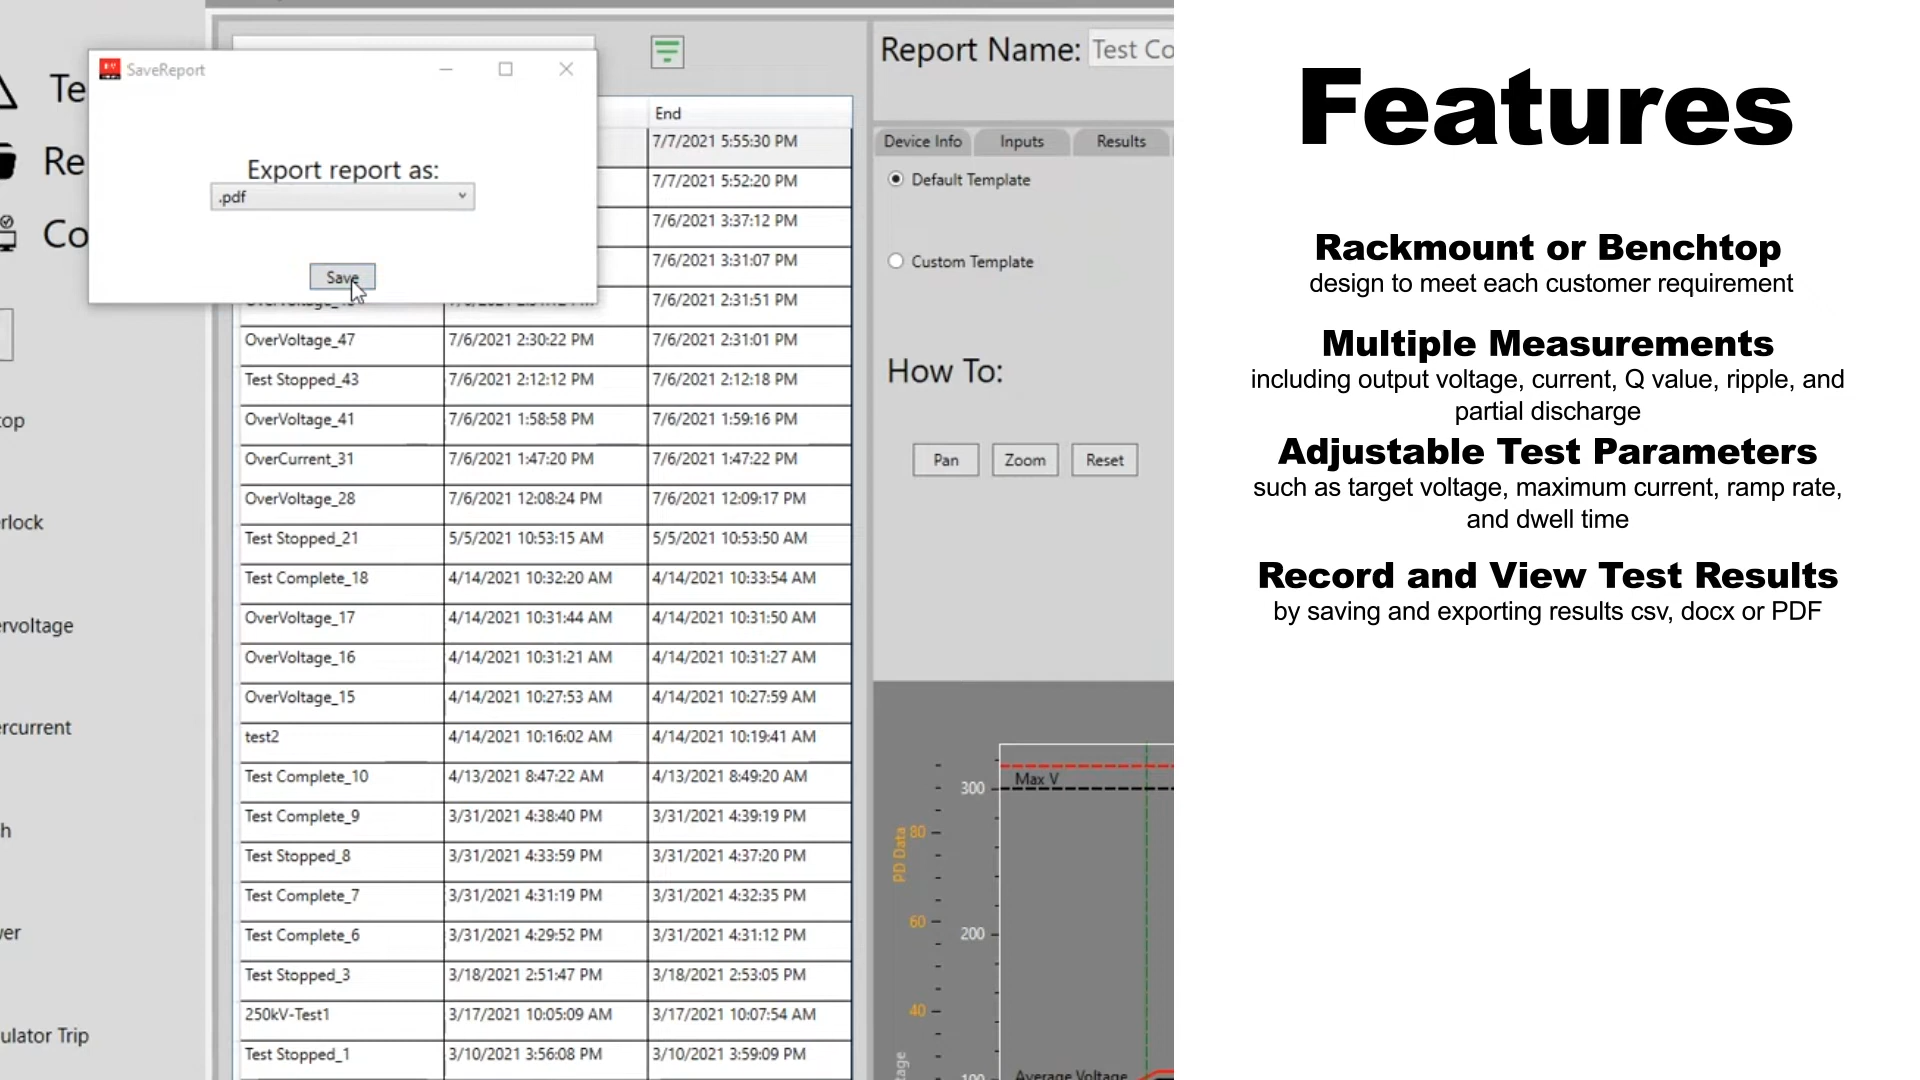 SaveReport
Export report as:
.pdf
Save
Te
Re
Co
top
rlock
ervoltage
ercurrent
h
er
ulator Trip
End
7/7/2021 5:55:30 PM
7/7/2021 5:52:20 PM
7/6/2021 3:37:12 PM
7/6/2021 3:31:07 PM
7/6/2021 2:31:51 PM
OverVoltage_47 7/6/2021 2:30:22 PM 7/6/2021 2:31:01 PM
Test Stopped_43 7/6/2021 2:12:12 PM 7/6/2021 2:12:18 PM
OverVoltage_41 7/6/2021 1:58:58 PM 7/6/2021 1:59:16 PM
OverCurrent_31 7/6/2021 1:47:20 PM 7/6/2021 1:47:22 PM
OverVoltage_28 7/6/2021 12:08:24 PM 7/6/2021 12:09:17 PM
Test Stopped_21 5/5/2021 10:53:15 AM 5/5/2021 10:53:50 AM
Test Complete_18 4/14/2021 10:32:20 AM 4/14/2021 10:33:54 AM
OverVoltage_17 4/14/2021 10:31:44 AM 4/14/2021 10:31:50 AM
OverVoltage_16 4/14/2021 10:31:21 AM 4/14/2021 10:31:27 AM
OverVoltage_15 4/14/2021 10:27:53 AM 4/14/2021 10:27:59 AM
test2 4/14/2021 10:16:02 AM 4/14/2021 10:19:41 AM
Test Complete_10 4/13/2021 8:47:22 AM 4/13/2021 8:49:20 AM
Test Complete_9 3/31/2021 4:38:40 PM 3/31/2021 4:39:19 PM
Test Stopped_8 3/31/2021 4:33:59 PM 3/31/2021 4:37:20 PM
Test Complete_7 3/31/2021 4:31:19 PM 3/31/2021 4:32:35 PM
Test Complete_6 3/31/2021 4:29:52 PM 3/31/2021 4:31:12 PM
Test Stopped_3 3/18/2021 2:51:47 PM 3/18/2021 2:53:05 PM
250kV-Test1 3/17/2021 10:05:09 AM 3/17/2021 10:07:54 AM
Test Stopped_1 3/10/2021 3:56:08 PM 3/10/2021 3:59:09 PM
Report Name: Test Co
Device Info Inputs Results
Default Template
Custom Template
How To:
Pan Zoom Reset
Max V
300
80
PD Data
60
200
40
tage
100
Average Voltage
Features
Rackmount or Benchtop
design to meet each customer requirement
Multiple Measurements
including output voltage, current, Q value, ripple, and
partial discharge
Adjustable Test Parameters
such as target voltage, maximum current, ramp rate,
and dwell time
Record and View Test Results
by saving and exporting results csv, docx or PDF